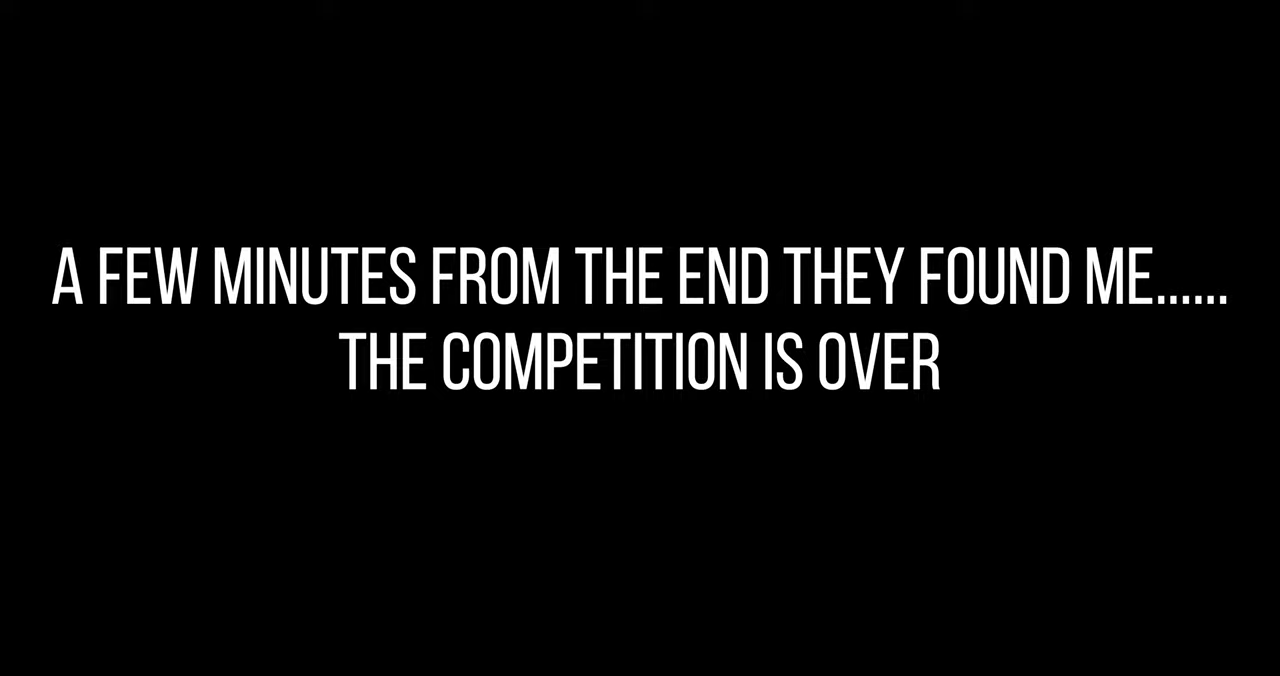 A FEW MINUTES FROM THE END THEY FOUND ME......
THE COMPETITION IS OVER